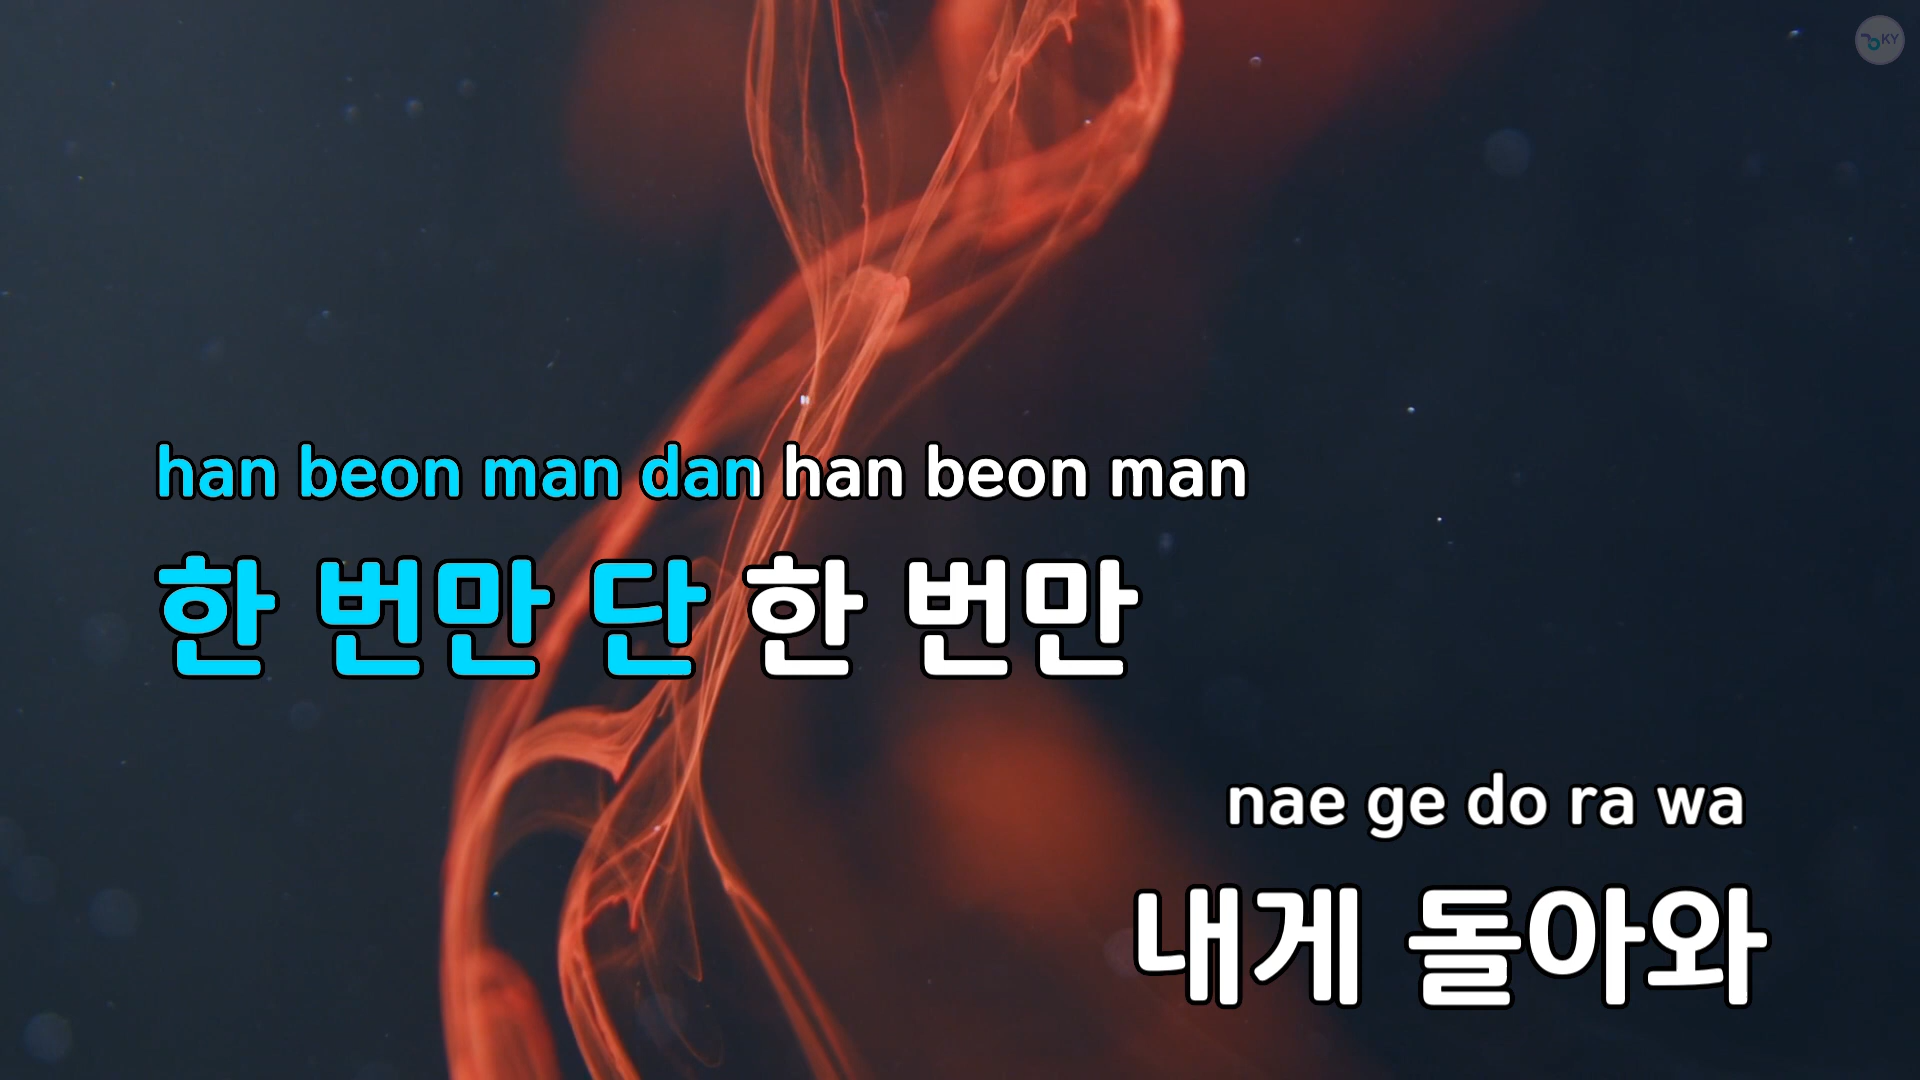 KY
han beon man dan han beon man
한 번만 단 한 번만
nae ge do ra wa
내게 돌아와